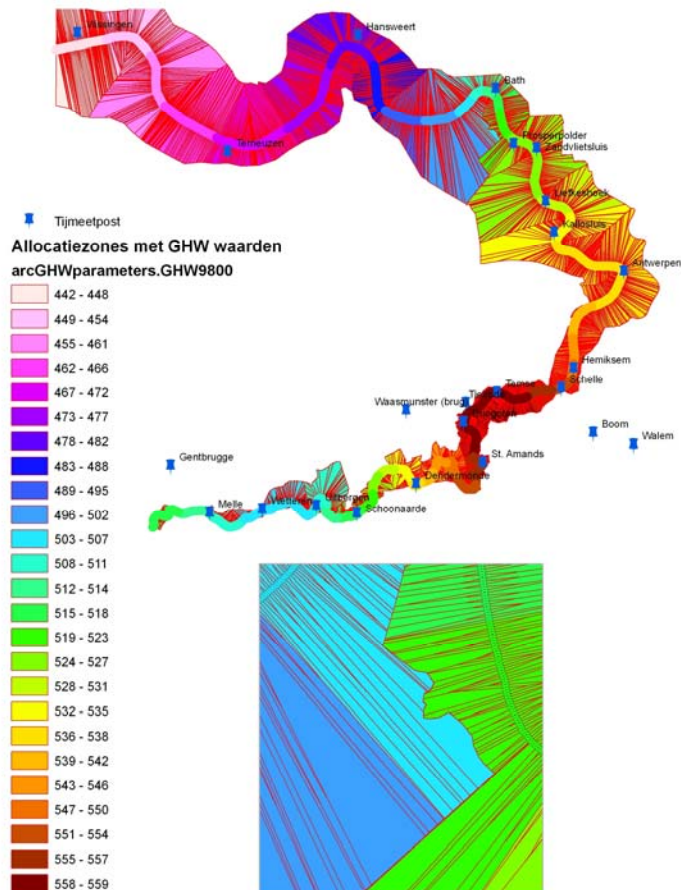 Vlissingen
Hansweert
Bath
Terneuzen
Prosperpolder
Zandvlietsluis
Liefkeshoek
Kallosluis
Tijmeetpost
Antwerpen
Allocatiezones met GHW waarden
arcGHWparameters.GHW9800
442 - 448
449 - 454
455 - 461
462 - 466
467 - 472
473 - 477
478 - 482
483 - 488
489 - 495
496 - 502
503 - 507
508 - 511
512 - 514
515 - 518
519 - 523
524 - 527
528 - 531
532 - 535
536 - 538
539 - 542
543 - 546
547 - 550
551 - 554
555 - 557
558 - 559
Hemiksem
Temse
Schelle
Waasmunster (brug)
Boom
Walem
Gentbrugge
St. Amands
Dendermonde
Melle
Wetteren
Uitbergen
Schoonaarde